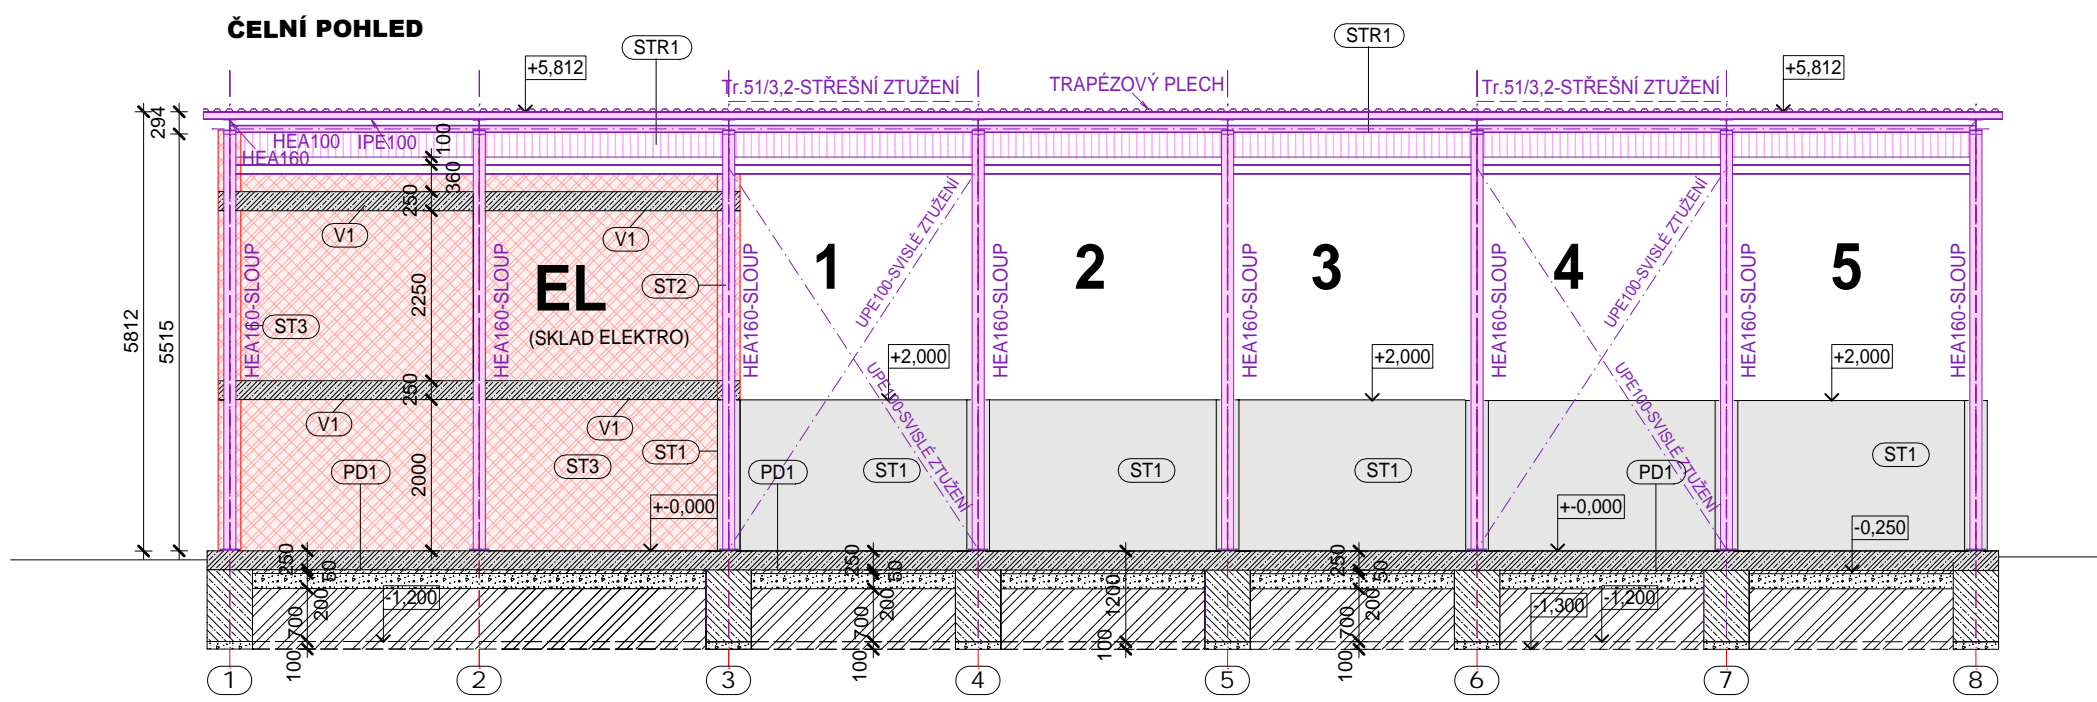 ČELNÍ POHLED
STR1
STR1
+5,812
+5,812
Tr.51/3,2-STŘEŠNÍ ZTUŽENÍ
TRAPÉZOVÝ PLECH
Tr.51/3,2-STŘEŠNÍ ZTUŽENÍ
294
HEA100
IPE100
HEA160
100
360
250
V1
V1
HEA160-SLOUP
HEA160-SLOUP
HEA160-SLOUP
HEA160-SLOUP
HEA160-SLOUP
HEA160-SLOUP
HEA160-SLOUP
HEA160-SLOUP
UPE100-SVISLÉ ZTUŽENÍ
UPE100-SVISLÉ ZTUŽENÍ
EL
(SKLAD ELEKTRO)
1
2
3
4
5
ST2
ST3
2250
5812
5515
+2,000
+2,000
+2,000
UPE100-SVISLÉ ZTUŽENÍ
UPE100-SVISLÉ ZTUŽENÍ
250
V1
V1
ST1
ST3
PD1
2000
PD1
ST1
ST1
ST1
PD1
ST1
+-0,000
+-0,000
-0,250
250
50
200
700
100
-1,200
250
50
200
700
100
1200
100
250
50
200
700
100
-1,300
-1,200
1
2
3
4
5
6
7
8